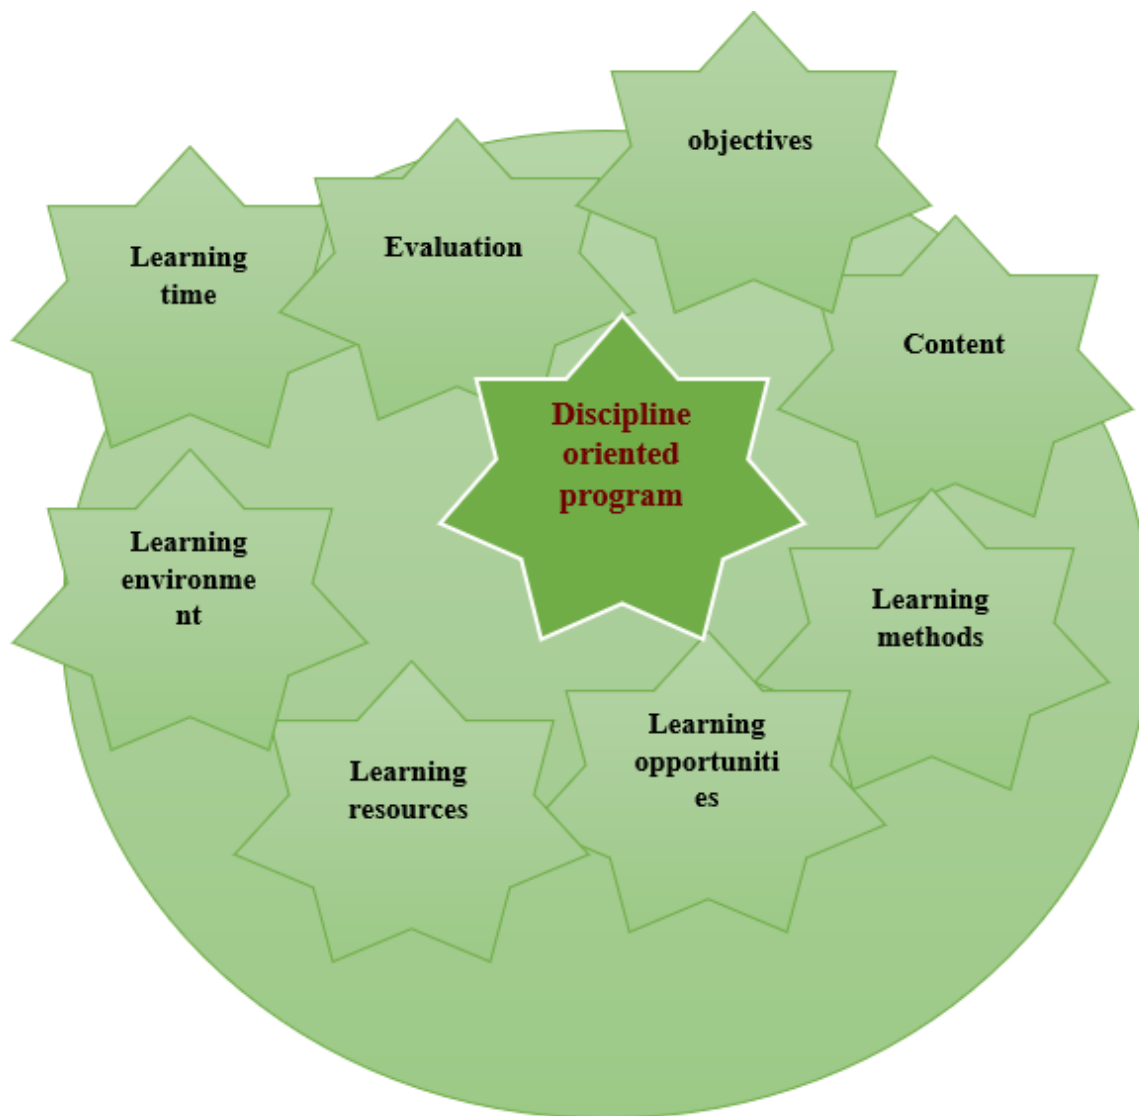 objectives
Evaluation
Learning
time
Content
Discipline
oriented
program
Learning
environme
nt
Learning
methods
Learning
opportuniti
es
Learning
resources